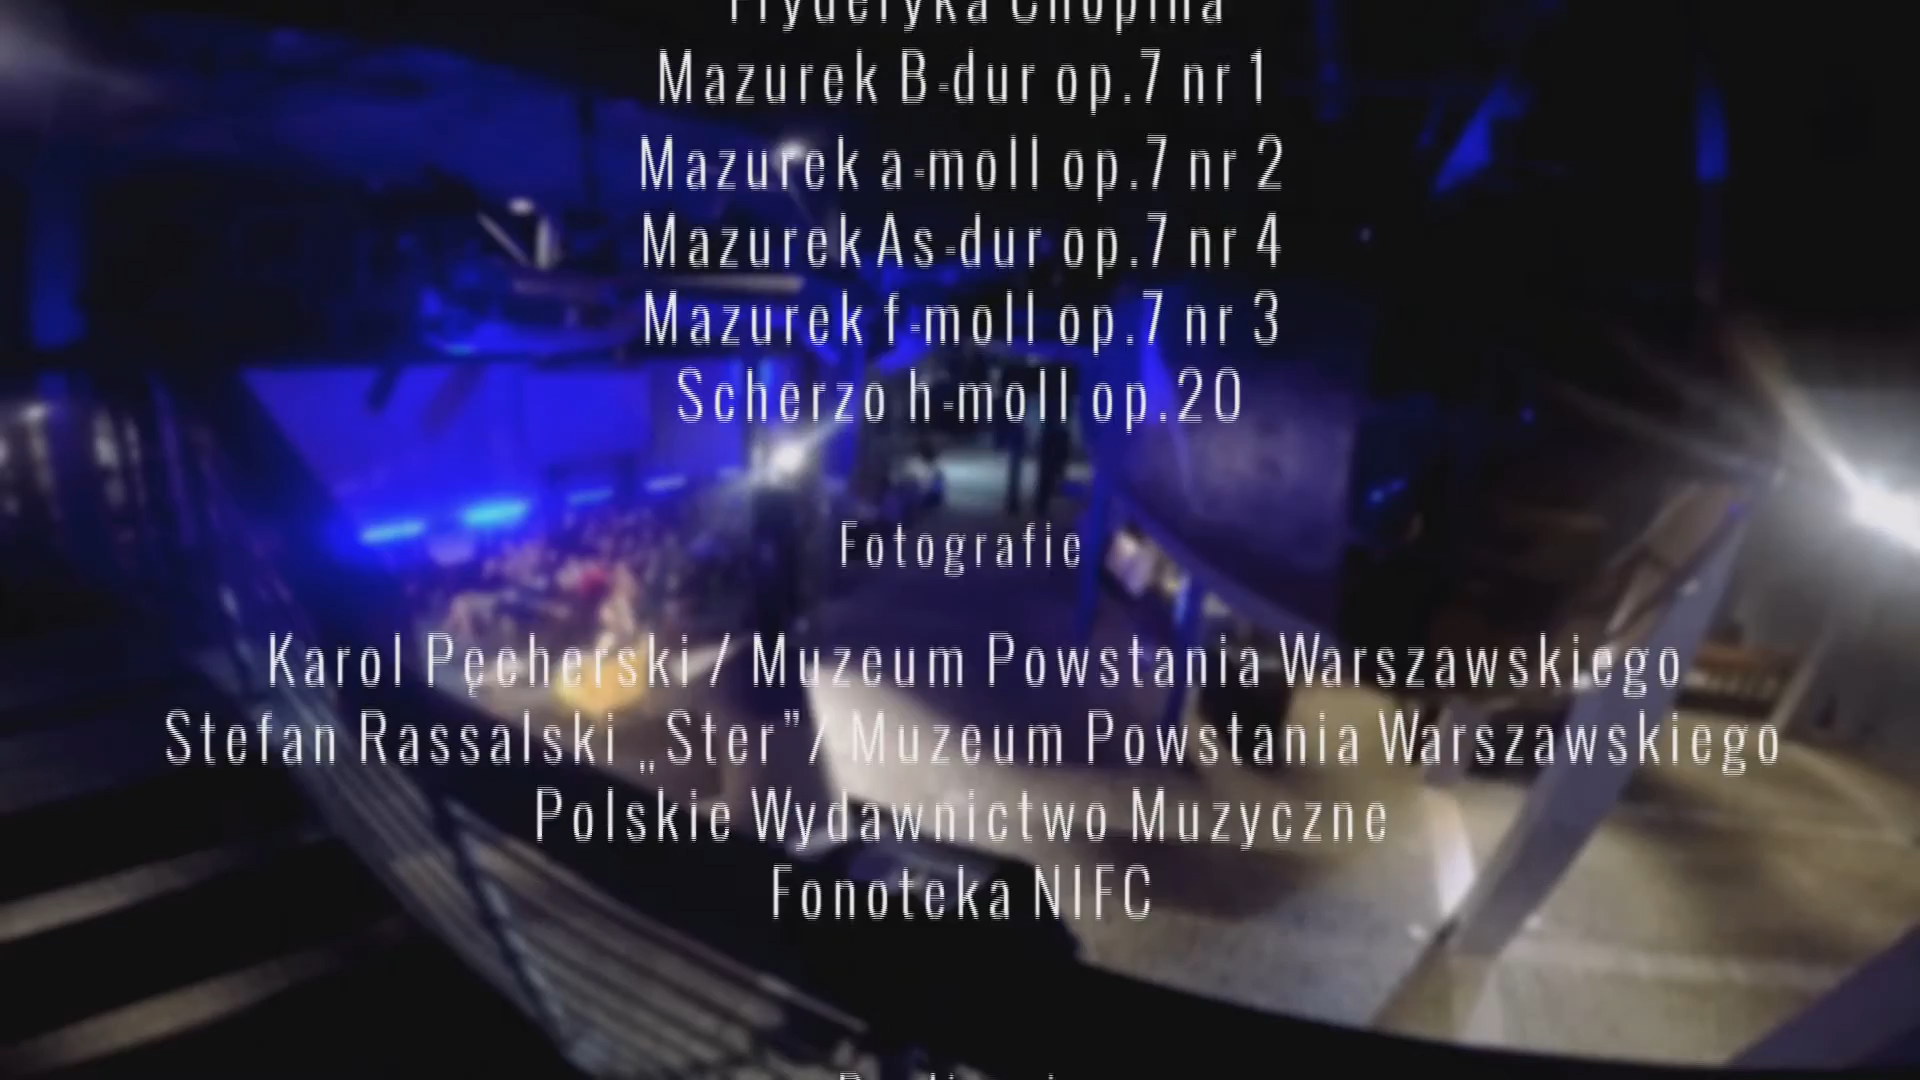 Fryderyka Chopina
Mazurek B-dur op.7 nr 1
Mazurek a-moll op.7 nr 2
Mazurek As-dur op.7 nr 4
Mazurek f-moll op.7 nr 3
Scherzo h-moll op.20
Fotografie
Karol Pęcherski / Muzeum Powstania Warszawskiego
Stefan Rassalski „Ster” / Muzeum Powstania Warszawskiego
Polskie Wydawnictwo Muzyczne
Fonoteka NIFC